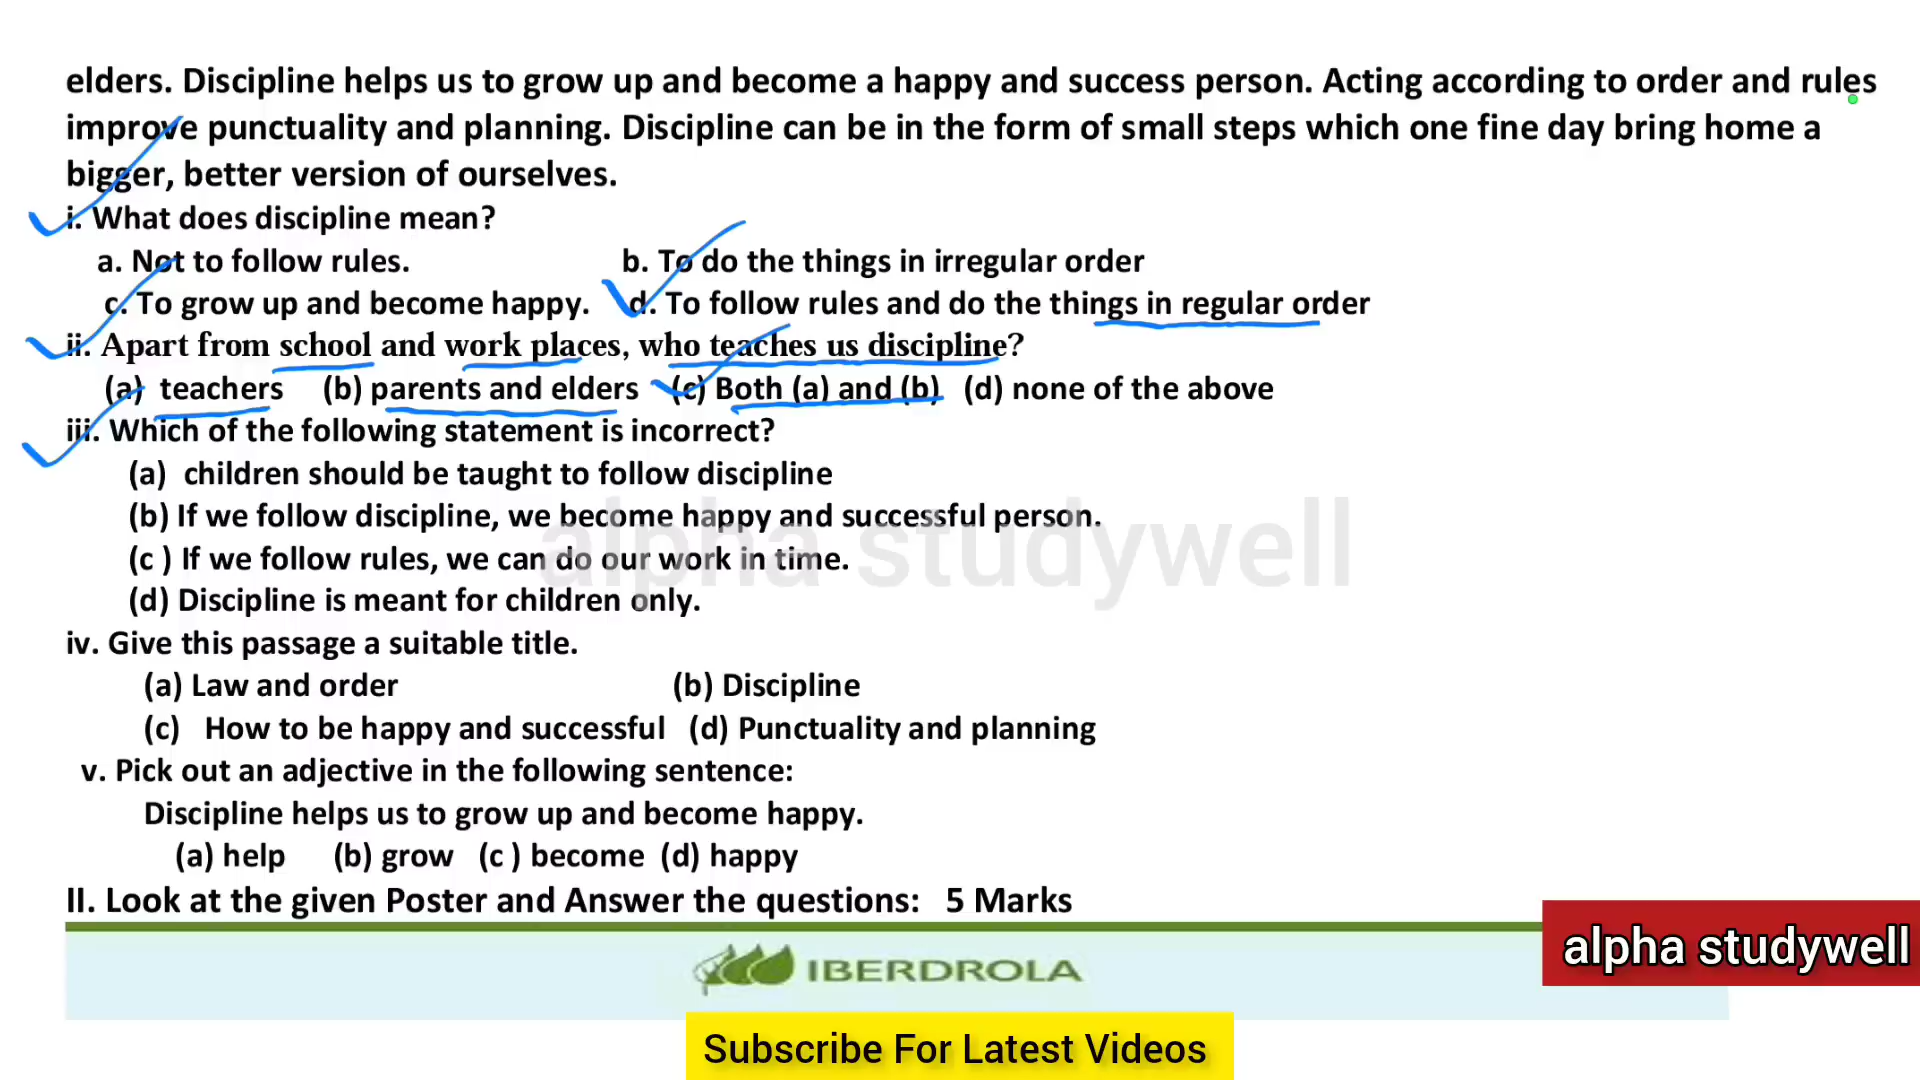 elders. Discipline helps us to grow up and become a happy and success person. Acting according to order and rules
improve punctuality and planning. Discipline can be in the form of small steps which one fine day bring home a
bigger, better version of ourselves.
i. What does discipline mean?
a. Not to follow rules. b. To do the things in irregular order
c. To grow up and become happy. d. To follow rules and do the things in regular order
ii. Apart from school and work places, who teaches us discipline?
(a) teachers (b) parents and elders (c) Both (a) and (b) (d) none of the above
iii. Which of the following statement is incorrect?
(a) children should be taught to follow discipline
(b) If we follow discipline, we become happy and successful person.
alpha studywell
(c ) If we follow rules, we can do our work in time.
(d) Discipline is meant for children only.
iv. Give this passage a suitable title.
(a) Law and order (b) Discipline
(c) How to be happy and successful (d) Punctuality and planning
v. Pick out an adjective in the following sentence:
Discipline helps us to grow up and become happy.
(a) help (b) grow (c ) become (d) happy
II. Look at the given Poster and Answer the questions: 5 Marks
alpha studywell
IBERDROLA
Subscribe For Latest Videos